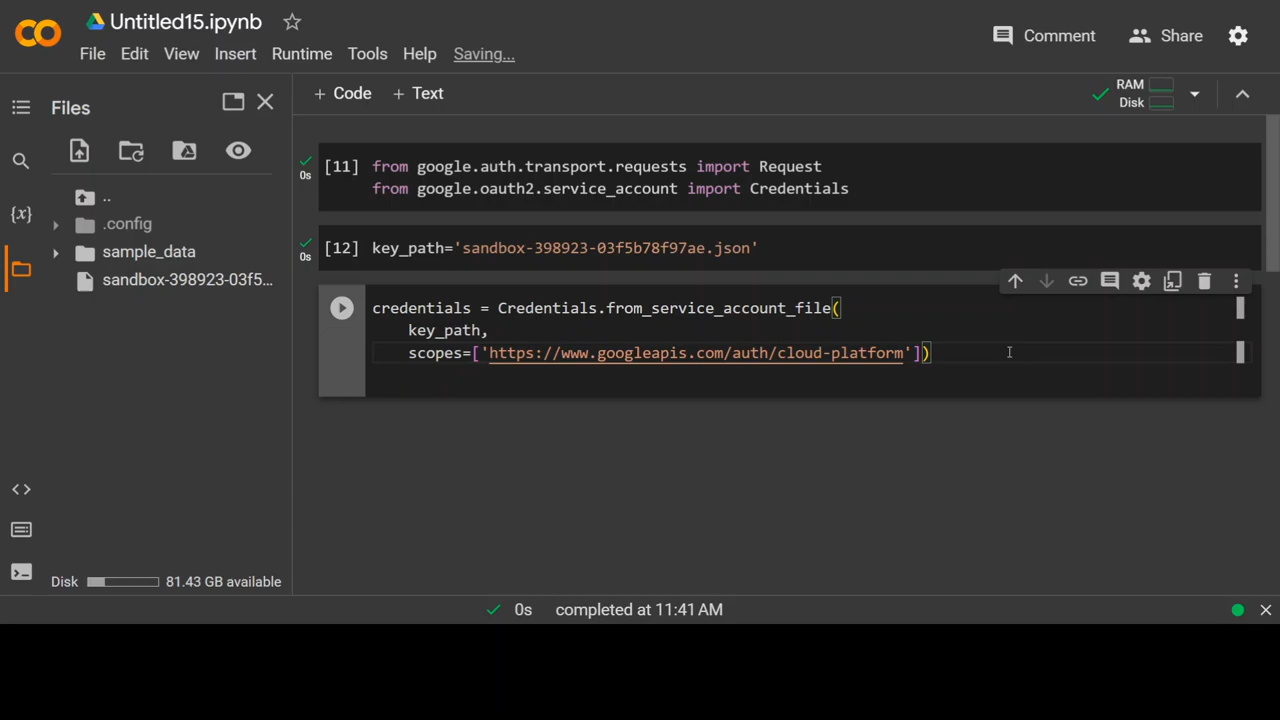 Untitled15.ipynb
File Edit View Insert Runtime Tools Help Saving...
Comment Share
Files
+ Code + Text
RAM
Disk
..
.config
sample_data
sandbox-398923-03f5...
{x}
<>
Disk 81.43 GB available
[11] from google.auth.transport.requests import Request
0s
from google.oauth2.service_account import Credentials
[12] key_path='sandbox-398923-03f5b78f97ae.json'
0s
credentials = Credentials.from_service_account_file(
key_path,
scopes=['https://www.googleapis.com/auth/cloud-platform'])
0s completed at 11:41 AM